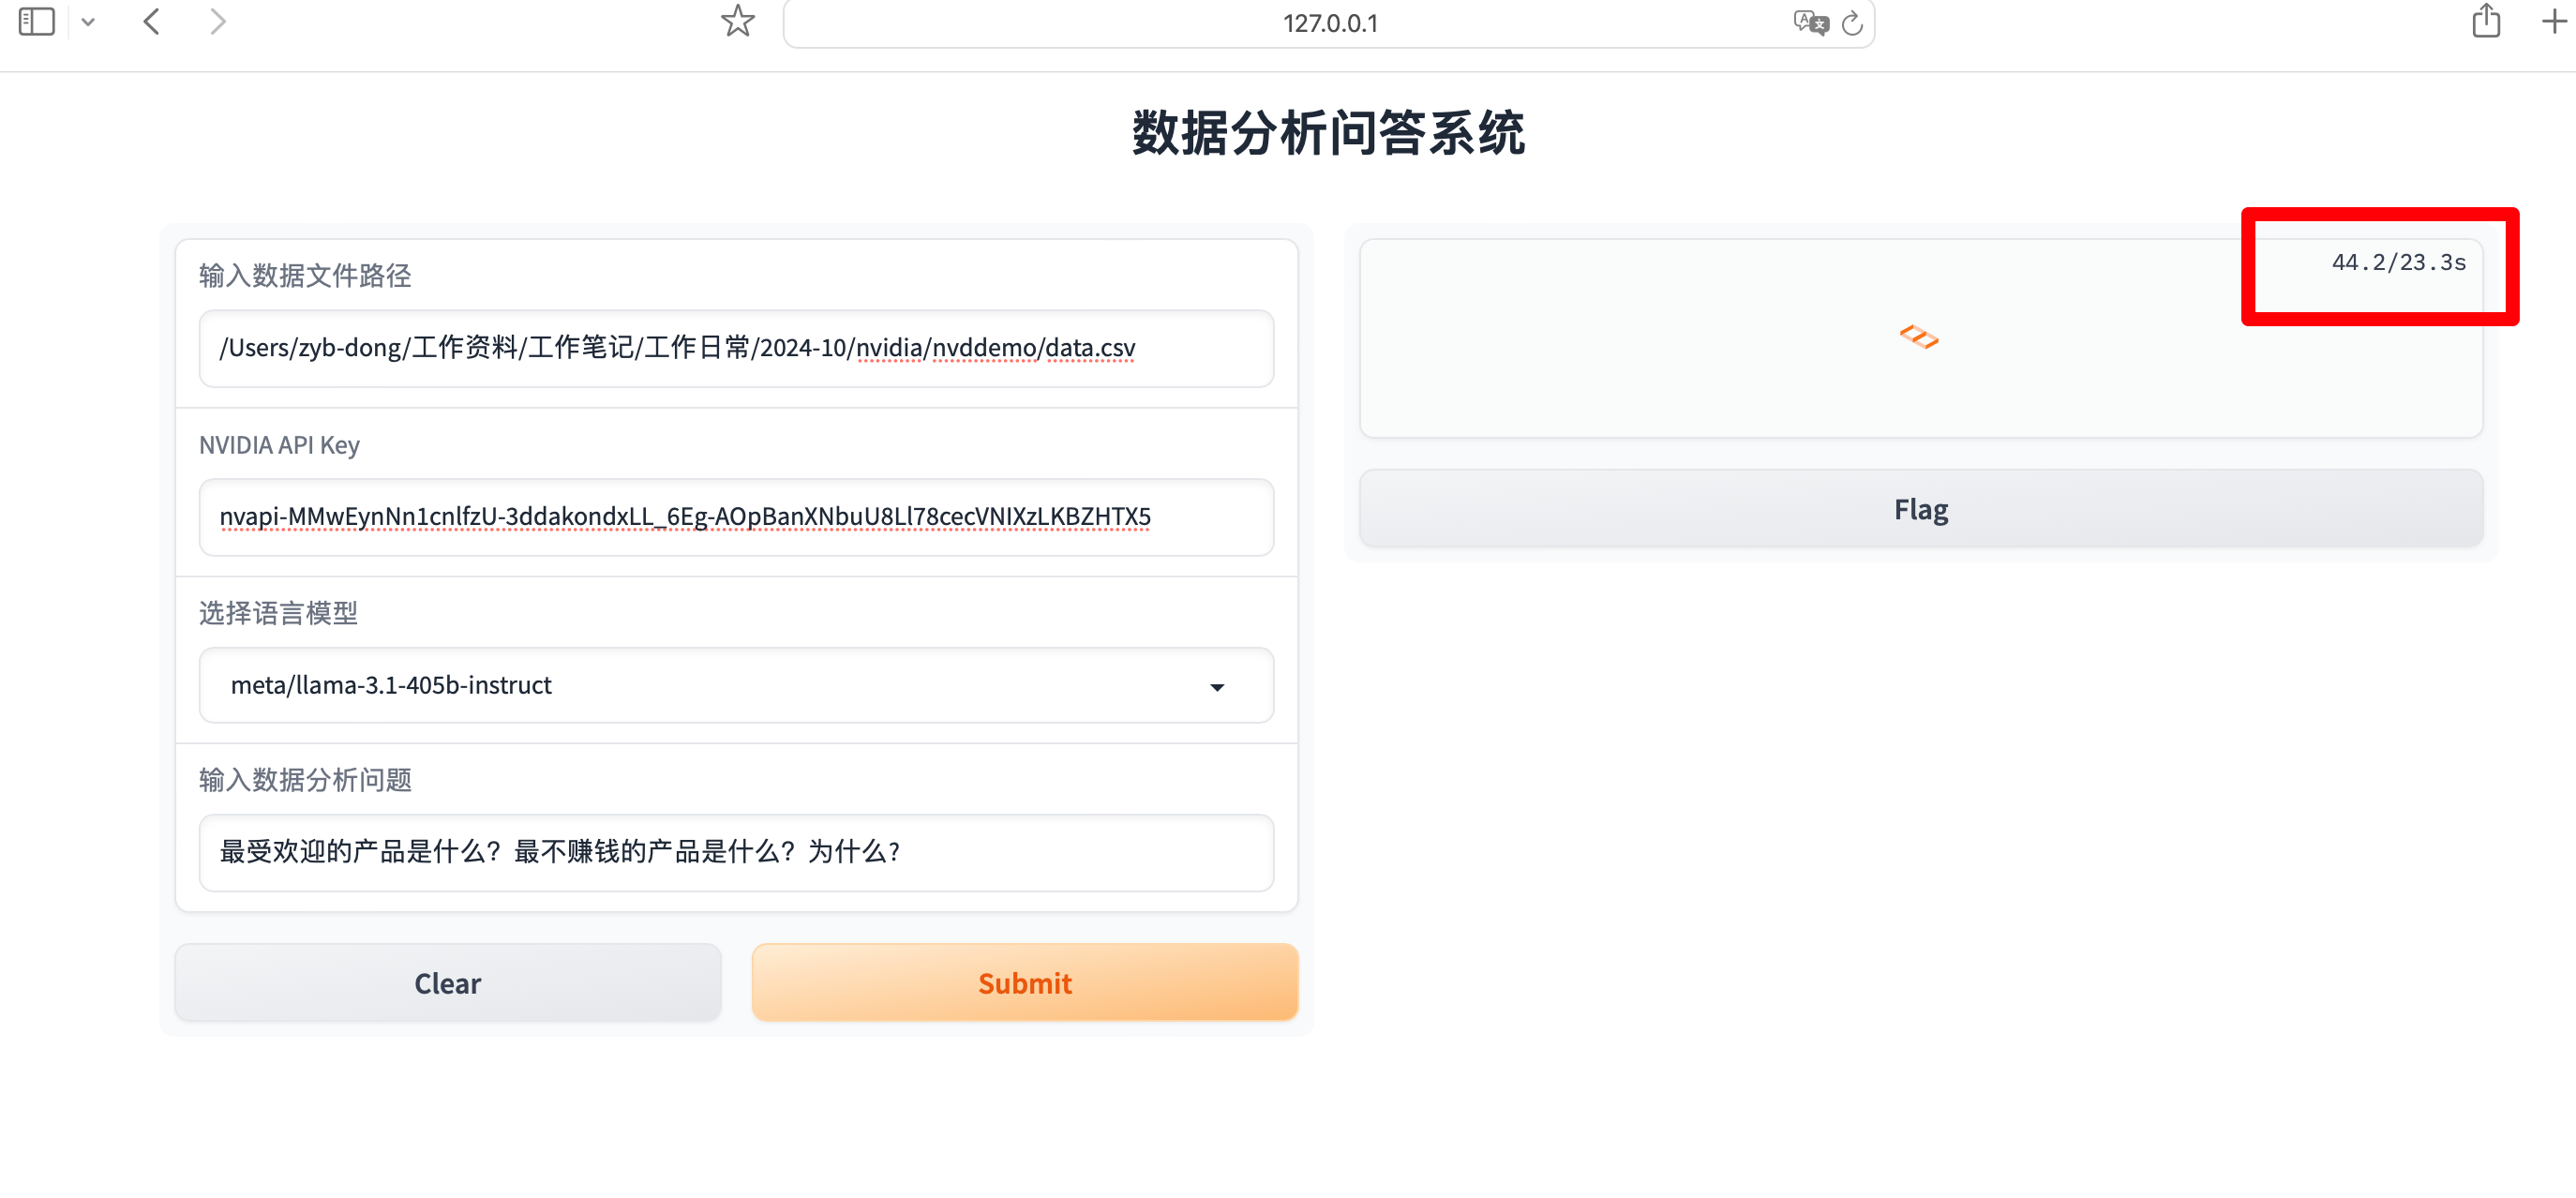 127.0.0.1
数据分析问答系统
输入数据文件路径
/Users/zyb-dong/工作资料/工作笔记/工作日常/2024-10/nvidia/nvddemo/data.csv
NVIDIA API Key
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
选择语言模型
meta/llama-3.1-405b-instruct
输入数据分析问题
最受欢迎的产品是什么？最不赚钱的产品是什么？为什么？
Clear
Submit
44.2/23.3s
Flag